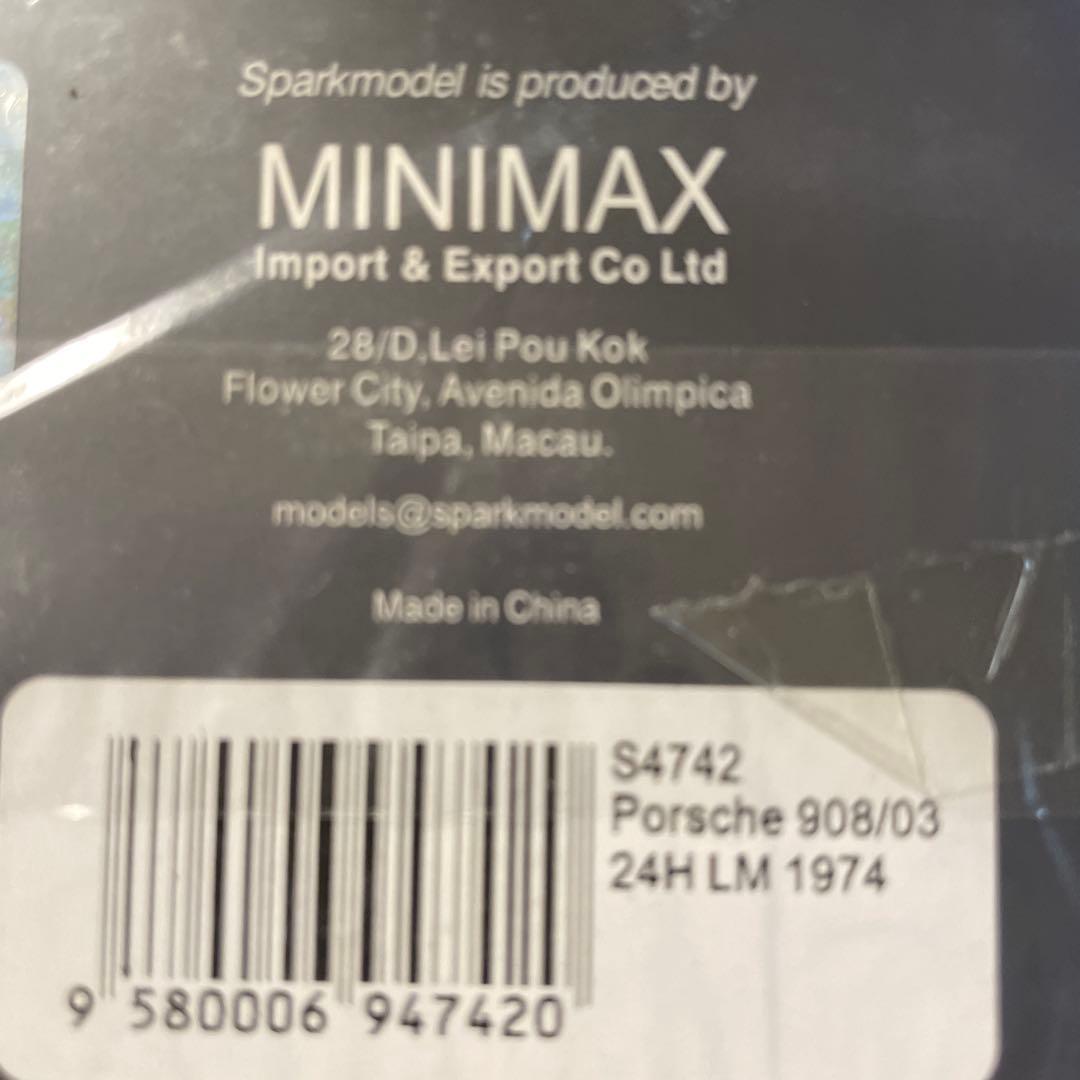 Sparkmodel is produced by
MINIMAX
Import & Export Co Ltd
28/D,Lei Pou Kok
Flower City, Avenida Olimpica
Taipa, Macau.
models@sparkmodel.com
Made in China
S4742
Porsche 908/03
24H LM 1974
9 580006 947420